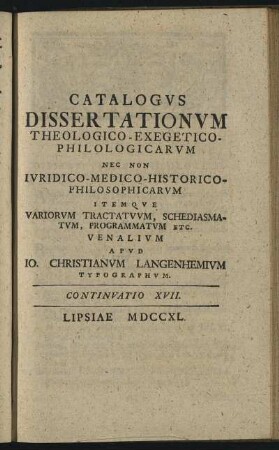 CATALOGVS
DISSERTATIONVM
THEOLOGICO-EXEGETICO-
PHILOLOGICARVM
NEC NON
IVRIDICO-MEDICO-HISTORICO-
PHILOSOPHICARVM
ITEMQVE
VARIORVM TRACTATVVM, SCHEDIASMA-
TVM, PROGRAMMATVM ETC.
VENALIVM
APVD
IO. CHRISTIANVM LANGENHEMIVM
TYPOGRAPHVM.
CONTINVATIO XVII.
LIPSIAE MDCCXL.